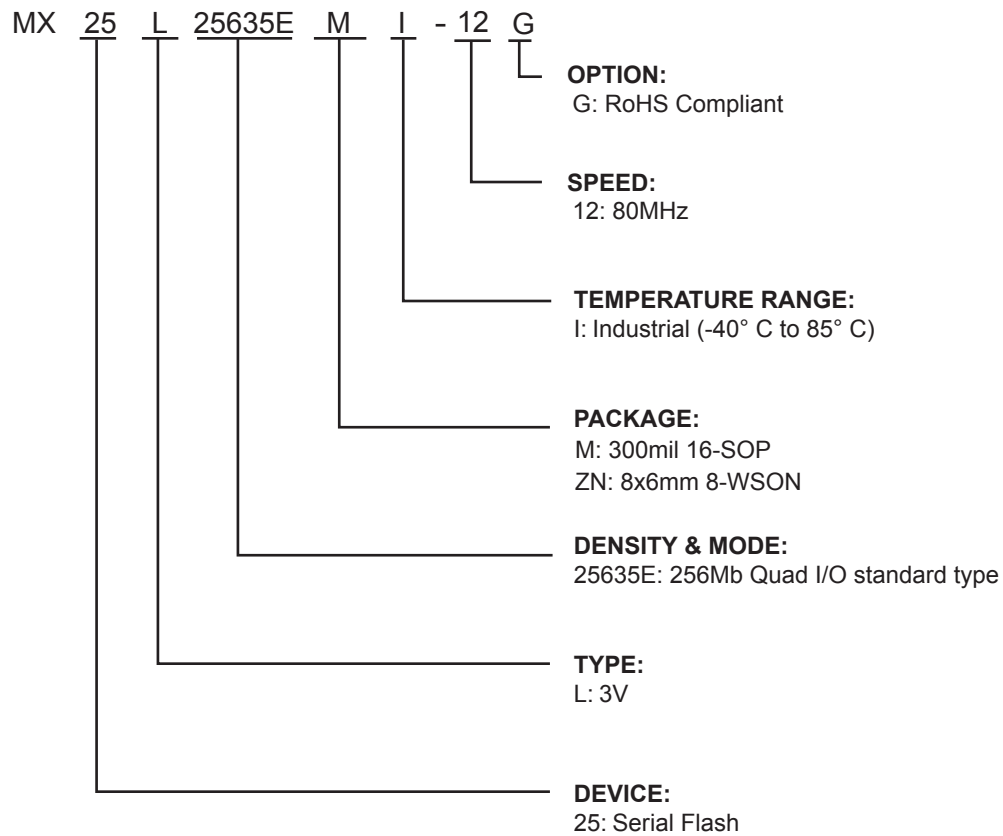 MX 25 L 25635E M I - 12 G
OPTION:
G: RoHS Compliant
SPEED:
12: 80MHz
TEMPERATURE RANGE:
I: Industrial (-40° C to 85° C)
PACKAGE:
M: 300mil 16-SOP
ZN: 8x6mm 8-WSON
DENSITY & MODE:
25635E: 256Mb Quad I/O standard type
TYPE:
L: 3V
DEVICE:
25: Serial Flash